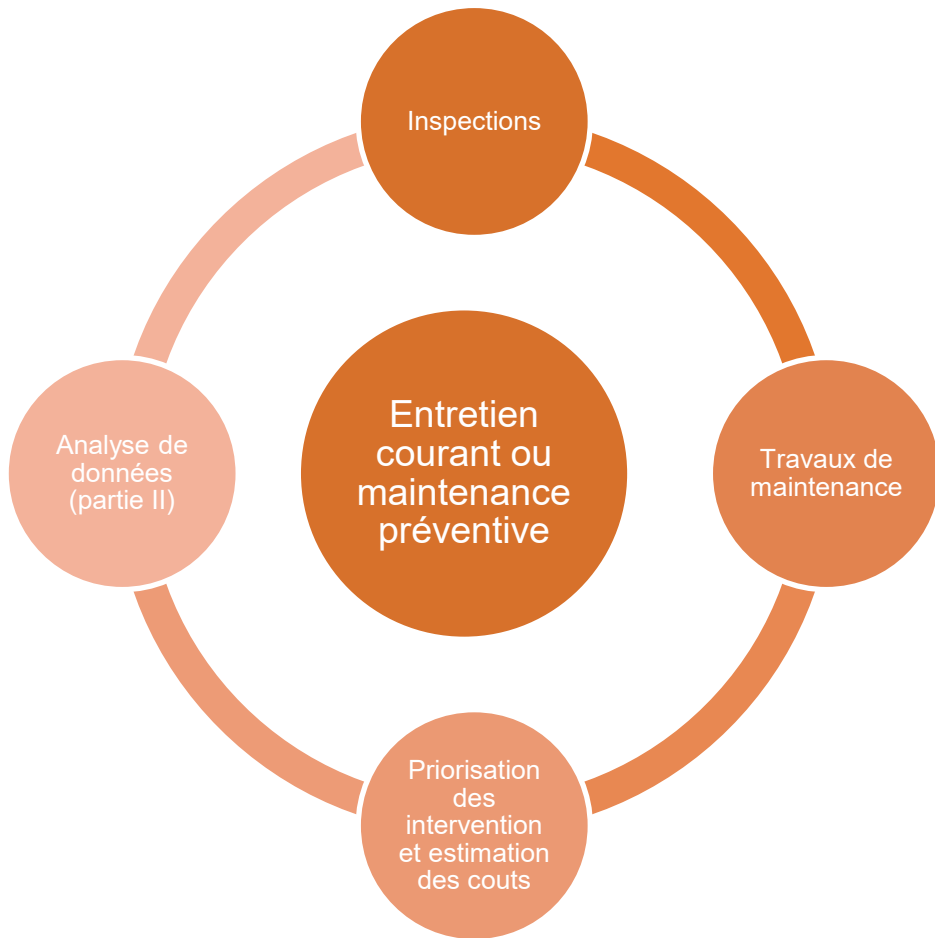 Inspections
Entretien
courant ou
maintenance
préventive
Analyse de
données
(partie II)
Travaux de
maintenance
Priorisation
des
intervention
et estimation
des couts